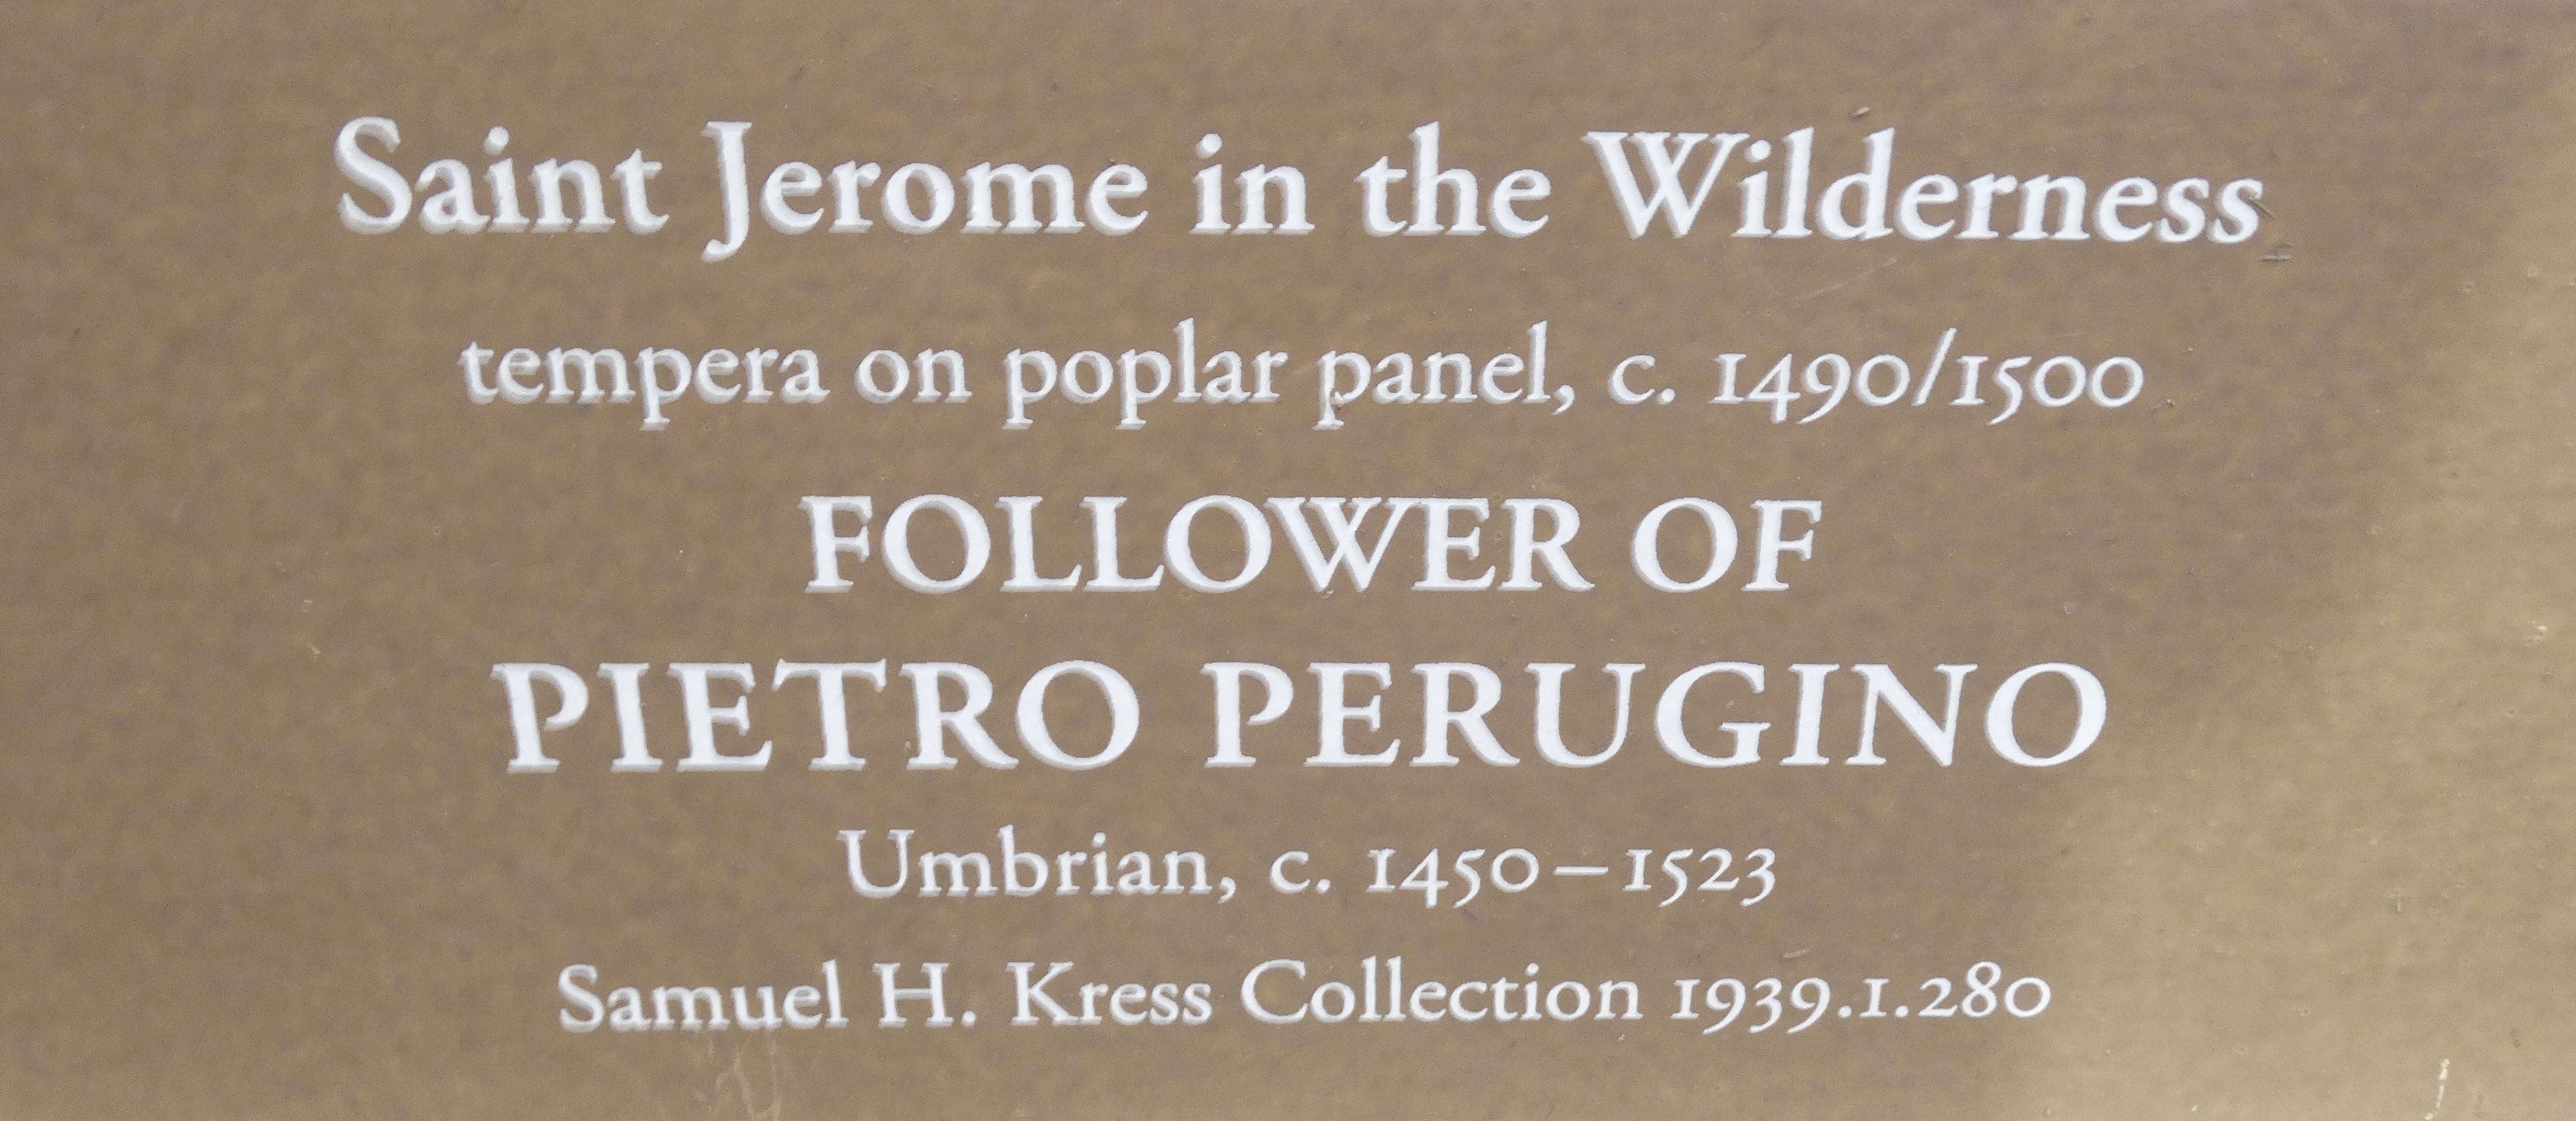 Saint Jerome in the Wilderness
tempera on poplar panel, c. 1490/1500
FOLLOWER OF
PIETRO PERUGINO
Umbrian, c. 1450–1523
Samuel H. Kress Collection 1939.1.280